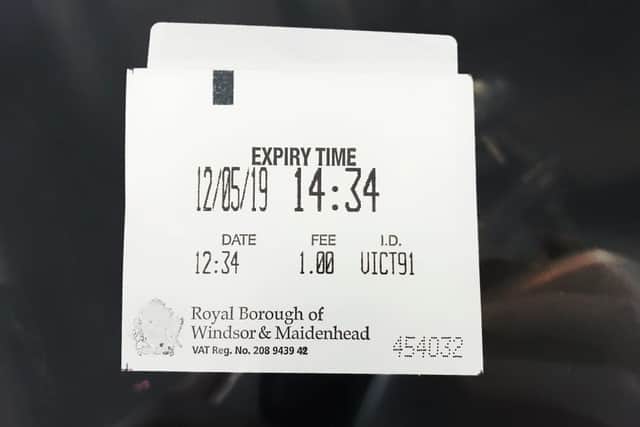 EXPIRY TIME
12/05/19 14:34
DATE FEE I.D.
12:34 1.00 VICT91
Royal Borough of
Windsor & Maidenhead
VAT Reg. No. 208 9439 42
454032